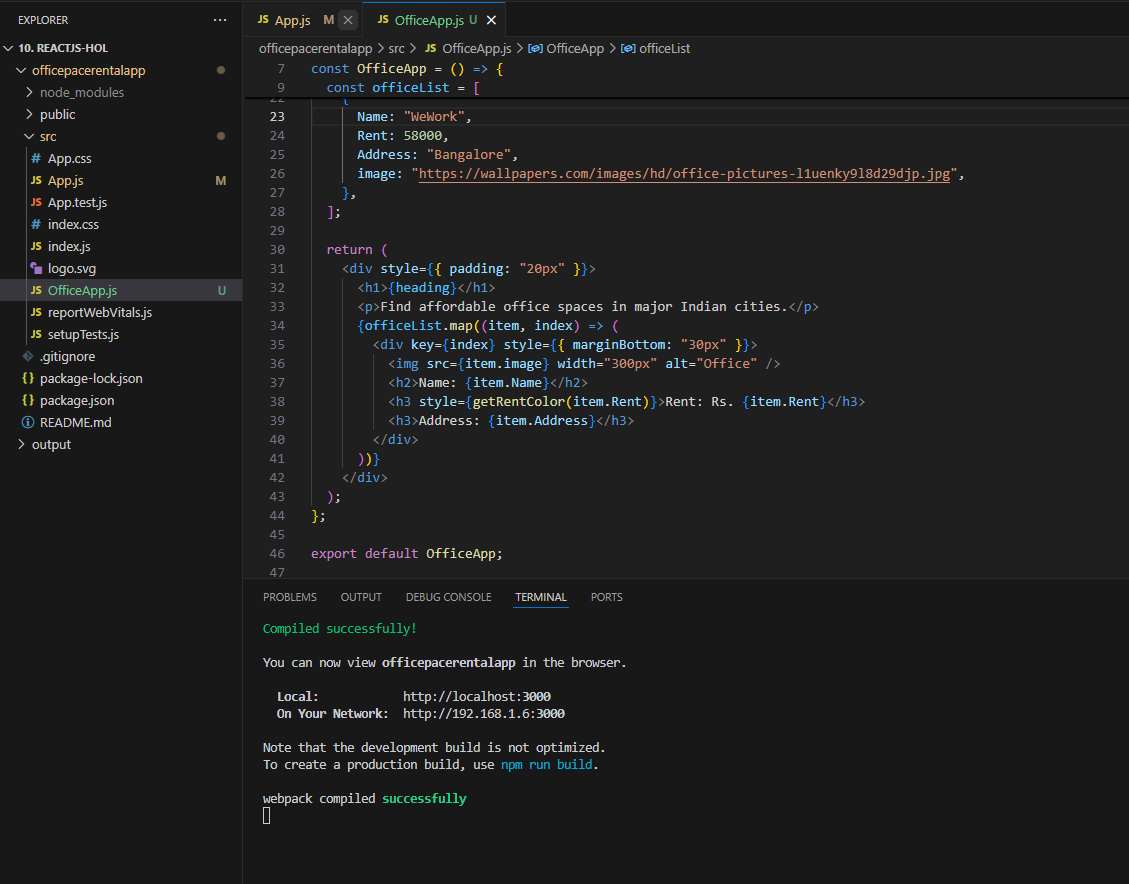 EXPLORER
10. REACTJS-HOL
officepacerentalapp
node_modules
public
src
# App.css
JS App.js M
JS App.test.js
# index.css
JS index.js
logo.svg
JS OfficeApp.js U
JS reportWebVitals.js
JS setupTests.js
.gitignore
{} package-lock.json
{} package.json
README.md
output
JS App.js M JS OfficeApp.js U
officepacerentalapp > src > JS OfficeApp.js > OfficeApp > officeList
7 const OfficeApp = () => {
9 const officeList = [
22 {
23 Name: "WeWork",
24 Rent: 58000,
25 Address: "Bangalore",
26 image: "https://wallpapers.com/images/hd/office-pictures-l1uenky9l8d29djp.jpg",
27 },
28 ];
29
30 return (
31 <div style={{ padding: "20px" }}>
32 <h1>{heading}</h1>
33 <p>Find affordable office spaces in major Indian cities.</p>
34 {officeList.map((item, index) => (
35 <div key={index} style={{ marginBottom: "30px" }}>
36 <img src={item.image} width="300px" alt="Office" />
37 <h2>Name: {item.Name}</h2>
38 <h3 style={getRentColor(item.Rent)}>Rent: Rs. {item.Rent}</h3>
39 <h3>Address: {item.Address}</h3>
40 </div>
41 ))}
42 </div>
43 );
44 };
45
46 export default OfficeApp;
47
PROBLEMS OUTPUT DEBUG CONSOLE TERMINAL PORTS
Compiled successfully!
You can now view officepacerentalapp in the browser.
Local: http://localhost:3000
On Your Network: http://192.168.1.6:3000
Note that the development build is not optimized.
To create a production build, use npm run build.
webpack compiled successfully